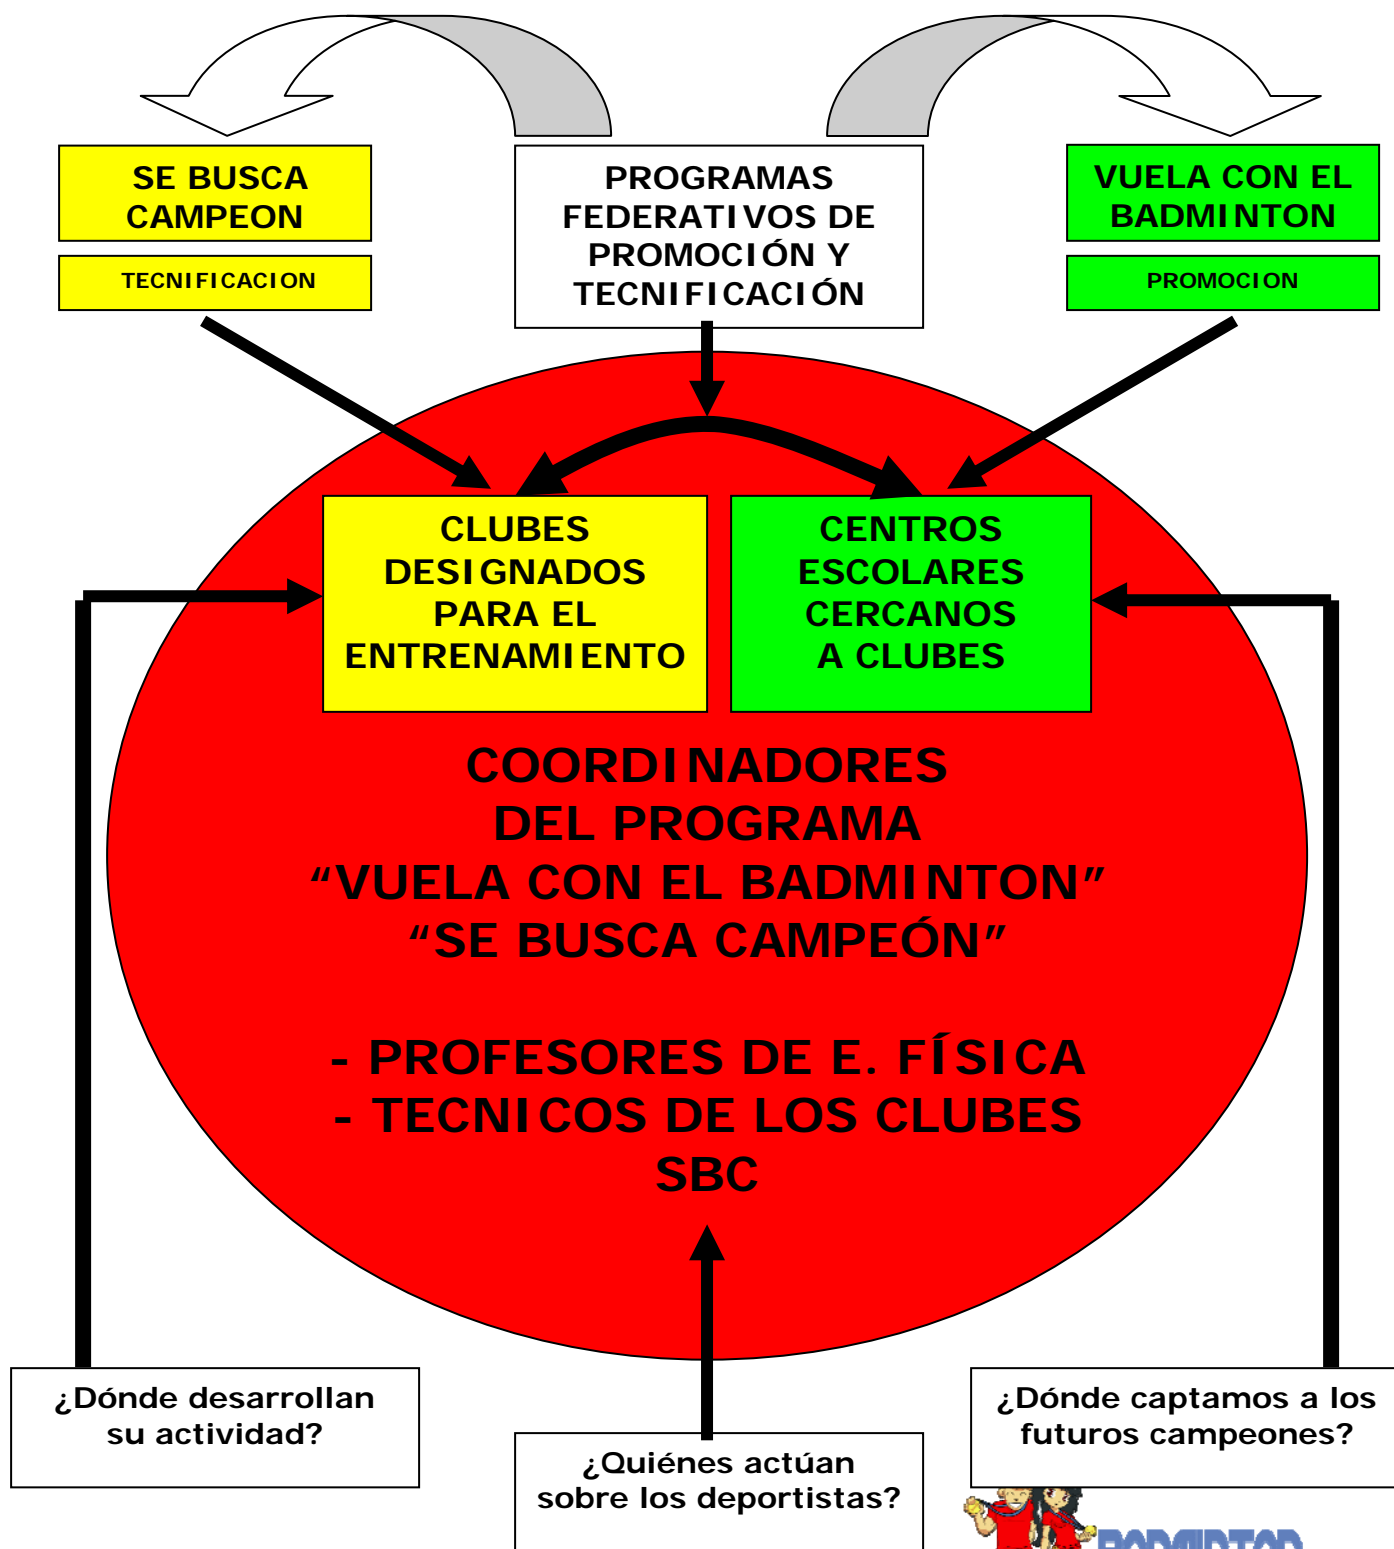 SE BUSCA
CAMPEON
TECNIFICACION
PROGRAMAS
FEDERATIVOS DE
PROMOCIÓN Y
TECNIFICACIÓN
VUELA CON EL
BADMINTON
PROMOCION
CLUBES
DESIGNADOS
PARA EL
ENTRENAMIENTO
CENTROS
ESCOLARES
CERCANOS
A CLUBES
COORDINADORES
DEL PROGRAMA
“VUELA CON EL BADMINTON”
“SE BUSCA CAMPEÓN”
- PROFESORES DE E. FÍSICA
- TECNICOS DE LOS CLUBES
SBC
¿Dónde desarrollan
su actividad?
¿Quiénes actúan
sobre los deportistas?
¿Dónde captamos a los
futuros campeones?